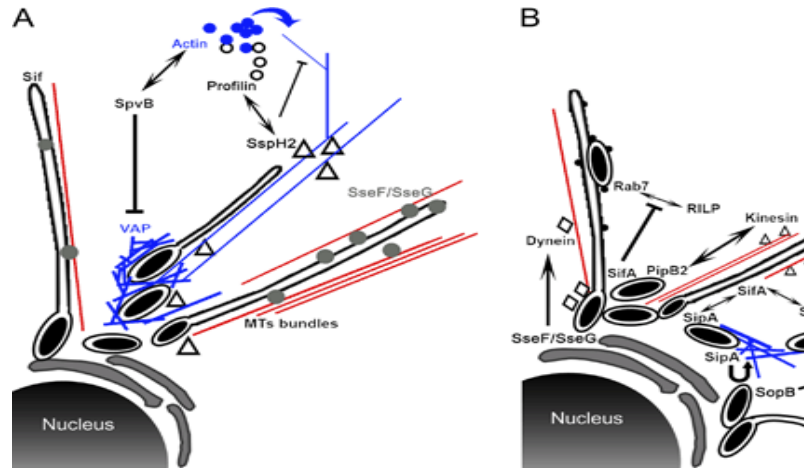 A
Actin
Sif
Profilin
SpvB
SspH2
SseF/SseG
VAP
MTs bundles
Nucleus
B
Rab7
RILP
Kinesin
Dynein
SifA
PipB2
SifA
SipA
SseF/SseG
SipA
SopB
Nucleus